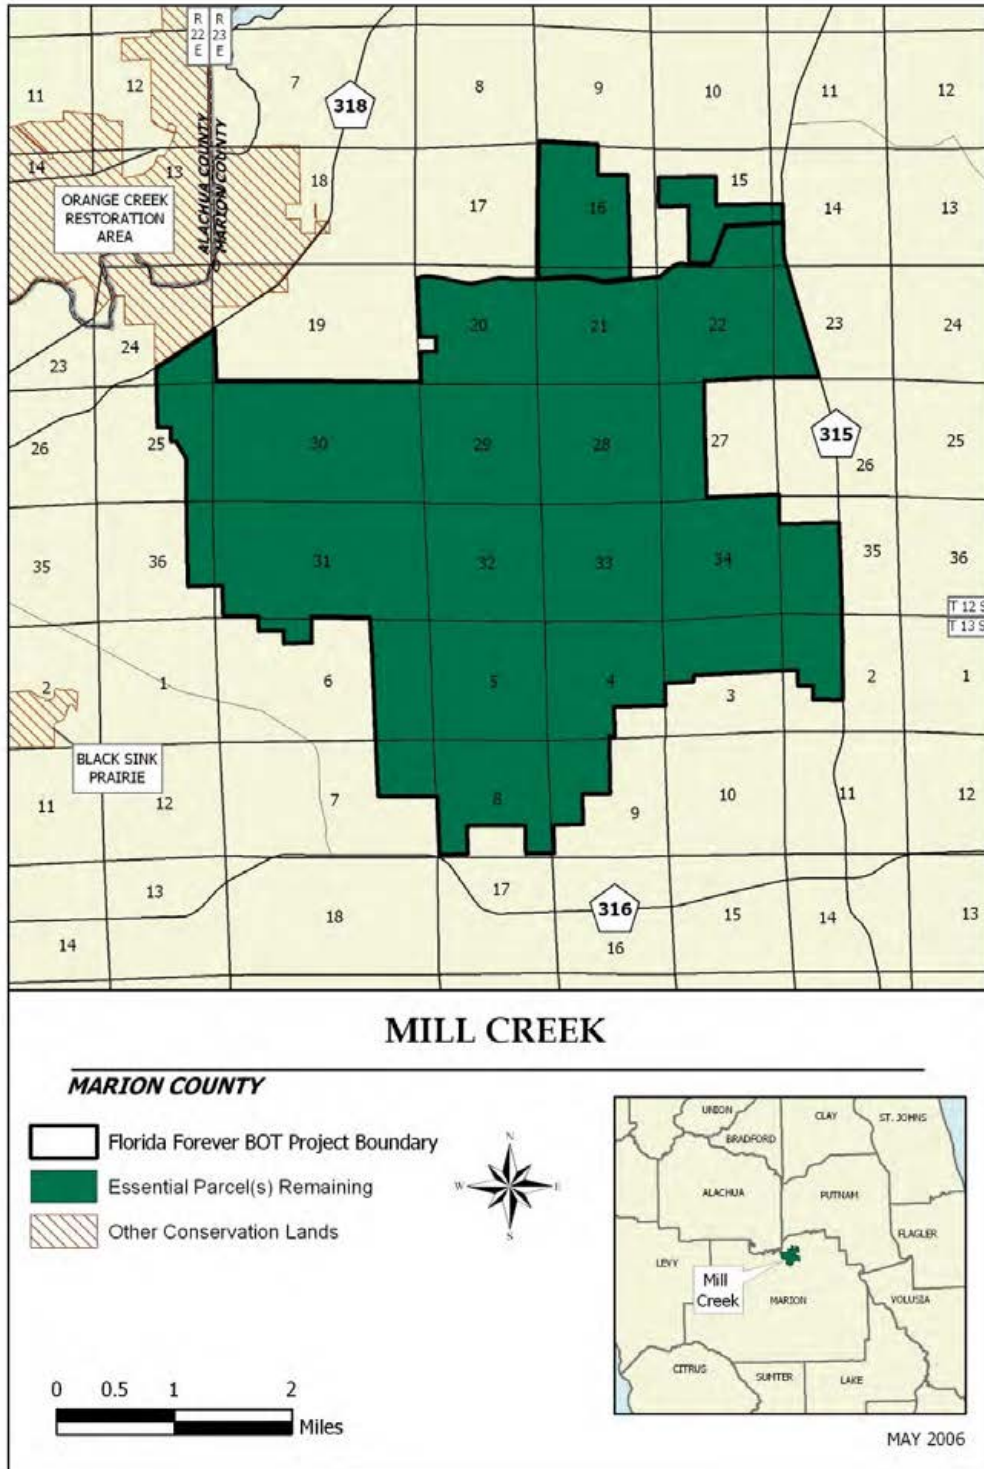 R
22
E
R
23
E
7
8
9
10
11
12
11
12
318
ALACHUA COUNTY
MARION COUNTY
14
13
18
17
16
15
14
13
ORANGE CREEK
RESTORATION
AREA
19
20
21
22
23
24
23
24
26
25
30
29
28
27
315
26
25
35
36
31
32
33
34
35
36
T 12 S
T 13 S
2
1
6
5
4
3
2
1
BLACK SINK
PRAIRIE
11
12
7
8
9
10
11
12
13
14
18
17
316
16
15
14
13
MILL CREEK
MARION COUNTY
Florida Forever BOT Project Boundary
Essential Parcel(s) Remaining
Other Conservation Lands
N
W
E
S
UNION
BRADFORD
CLAY
ST. JOHNS
ALACHUA
PUTNAM
FLAGLER
LEVY
Mill
Creek
MARION
VOLUSIA
CITRUS
SUMTER
LAKE
0 0.5 1 2
Miles
MAY 2006